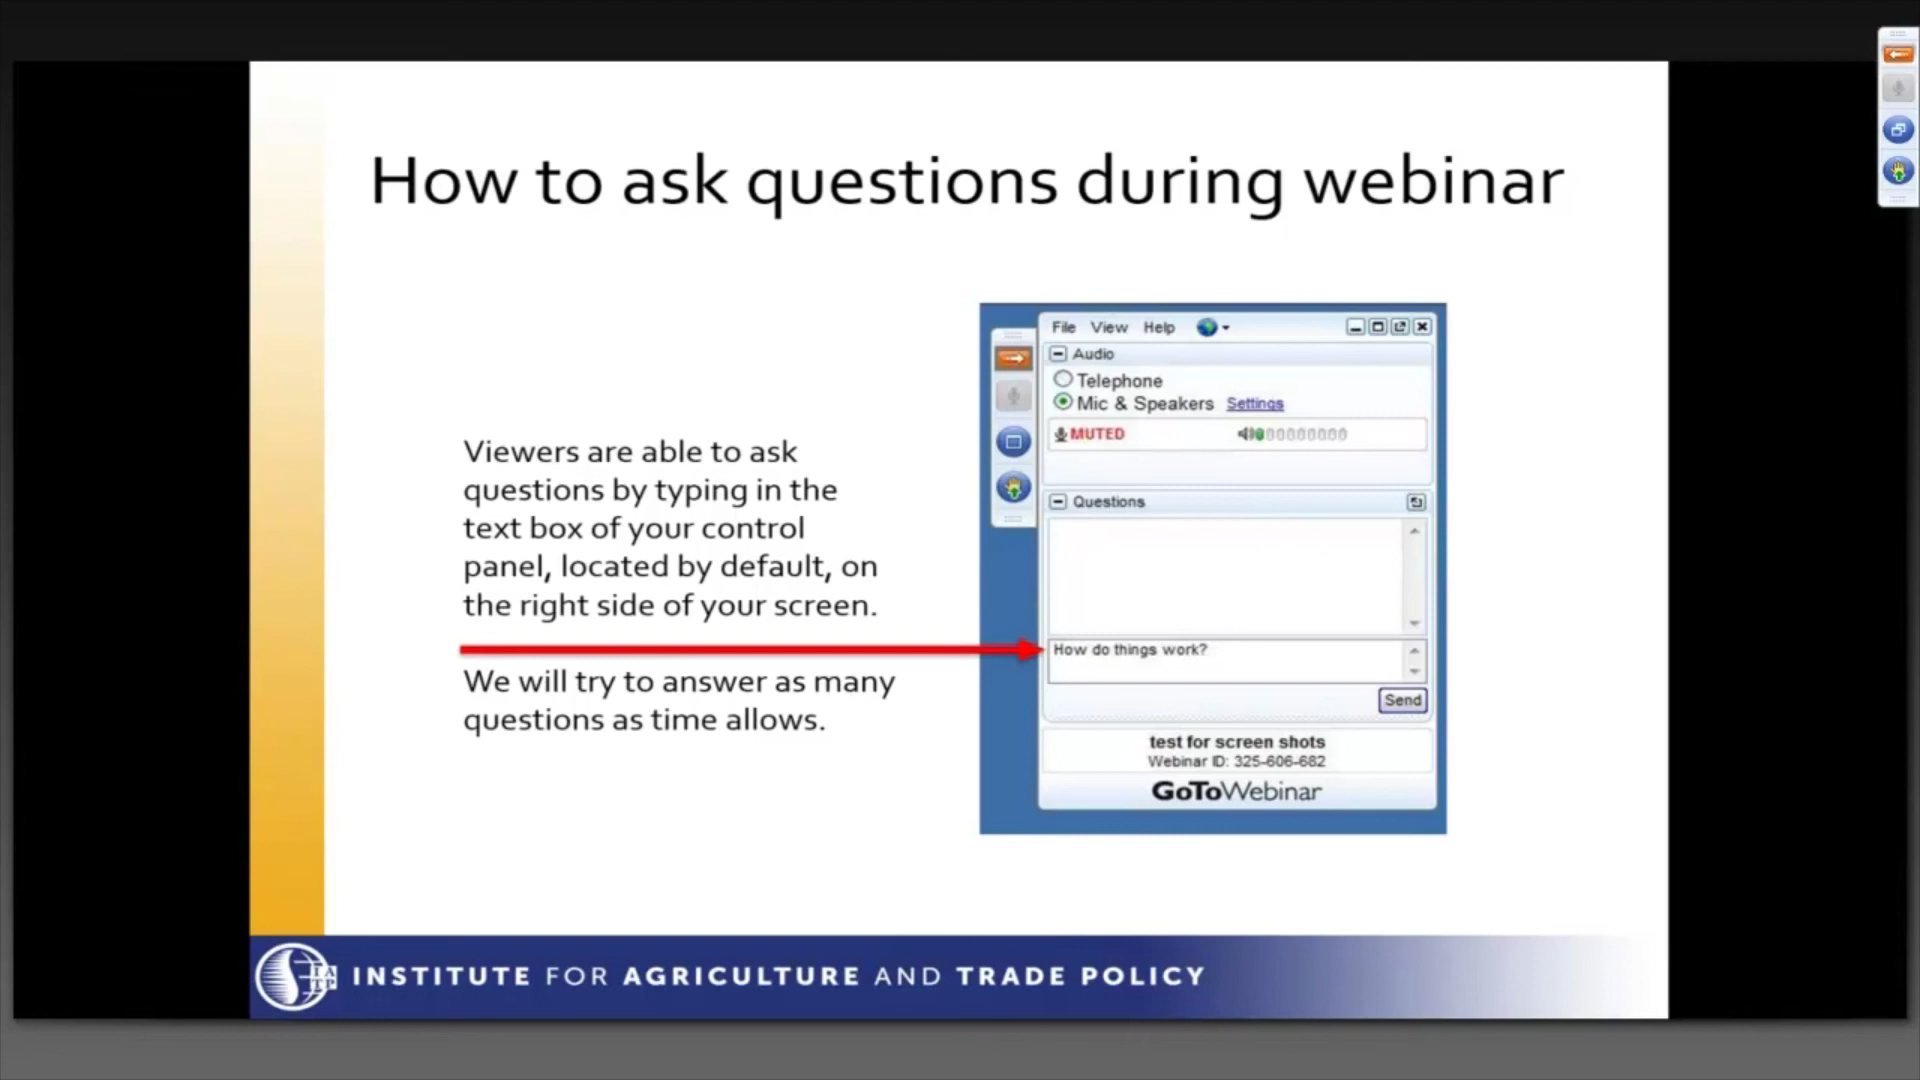 How to ask questions during webinar
Viewers are able to ask
questions by typing in the
text box of your control
panel, located by default, on
the right side of your screen.
We will try to answer as many
questions as time allows.
File View Help
Audio
Telephone
Mic & Speakers Settings
MUTED
Questions
How do things work?
Send
test for screen shots
Webinar ID: 325-606-682
GoToWebinar
IATP
INSTITUTE FOR AGRICULTURE AND TRADE POLICY